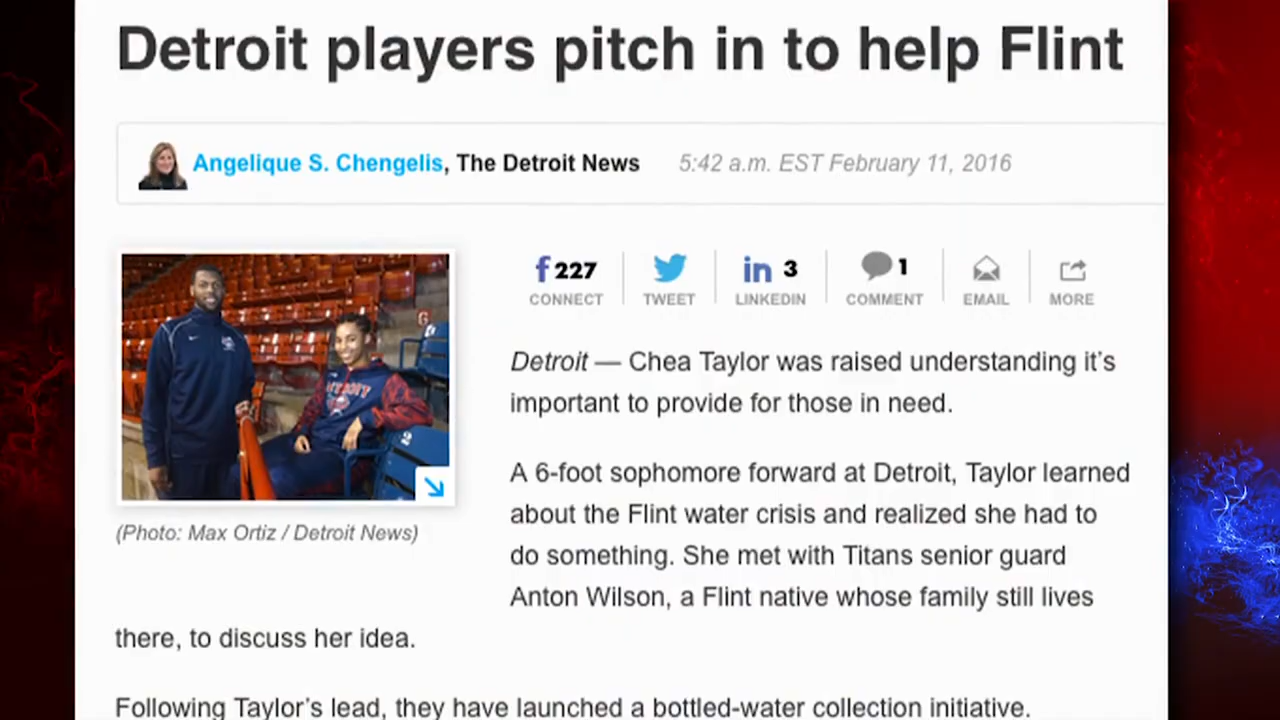 Detroit players pitch in to help Flint
Angelique S. Chengelis, The Detroit News 5:42 a.m. EST February 11, 2016
227
CONNECT
TWEET
in 3
LINKEDIN
1
COMMENT
EMAIL
MORE
DETROIT
(Photo: Max Ortiz / Detroit News)
Detroit — Chea Taylor was raised understanding it's
important to provide for those in need.
A 6-foot sophomore forward at Detroit, Taylor learned
about the Flint water crisis and realized she had to
do something. She met with Titans senior guard
Anton Wilson, a Flint native whose family still lives
there, to discuss her idea.
Following Taylor's lead, they have launched a bottled-water collection initiative.